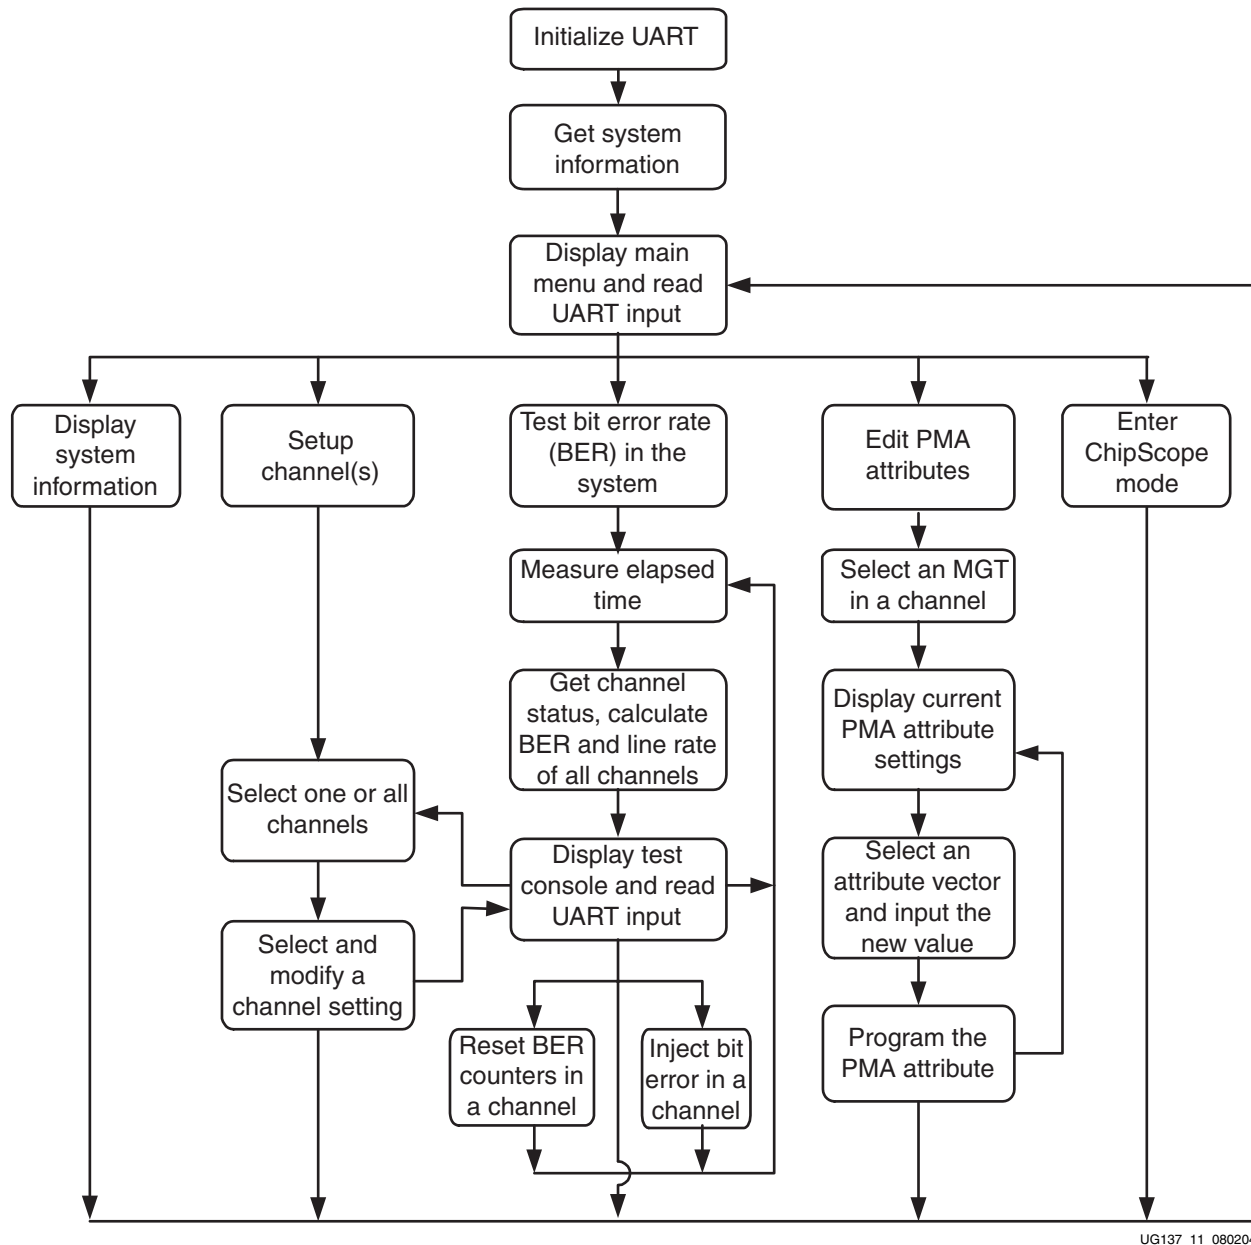 Initialize UART
Get system
information
Display main
menu and read
UART input
Display
system
information
Setup
channel(s)
Test bit error rate
(BER) in the
system
Edit PMA
attributes
Enter
ChipScope
mode
Measure elapsed
time
Select an MGT
in a channel
Get channel
status, calculate
BER and line rate
of all channels
Display current
PMA attribute
settings
Select one or all
channels
Display test
console and read
UART input
Select an
attribute vector
and input the
new value
Select and
modify a
channel setting
Reset BER
counters in
a channel
Inject bit
error in a
channel
Program the
PMA attribute
UG137_11_080204